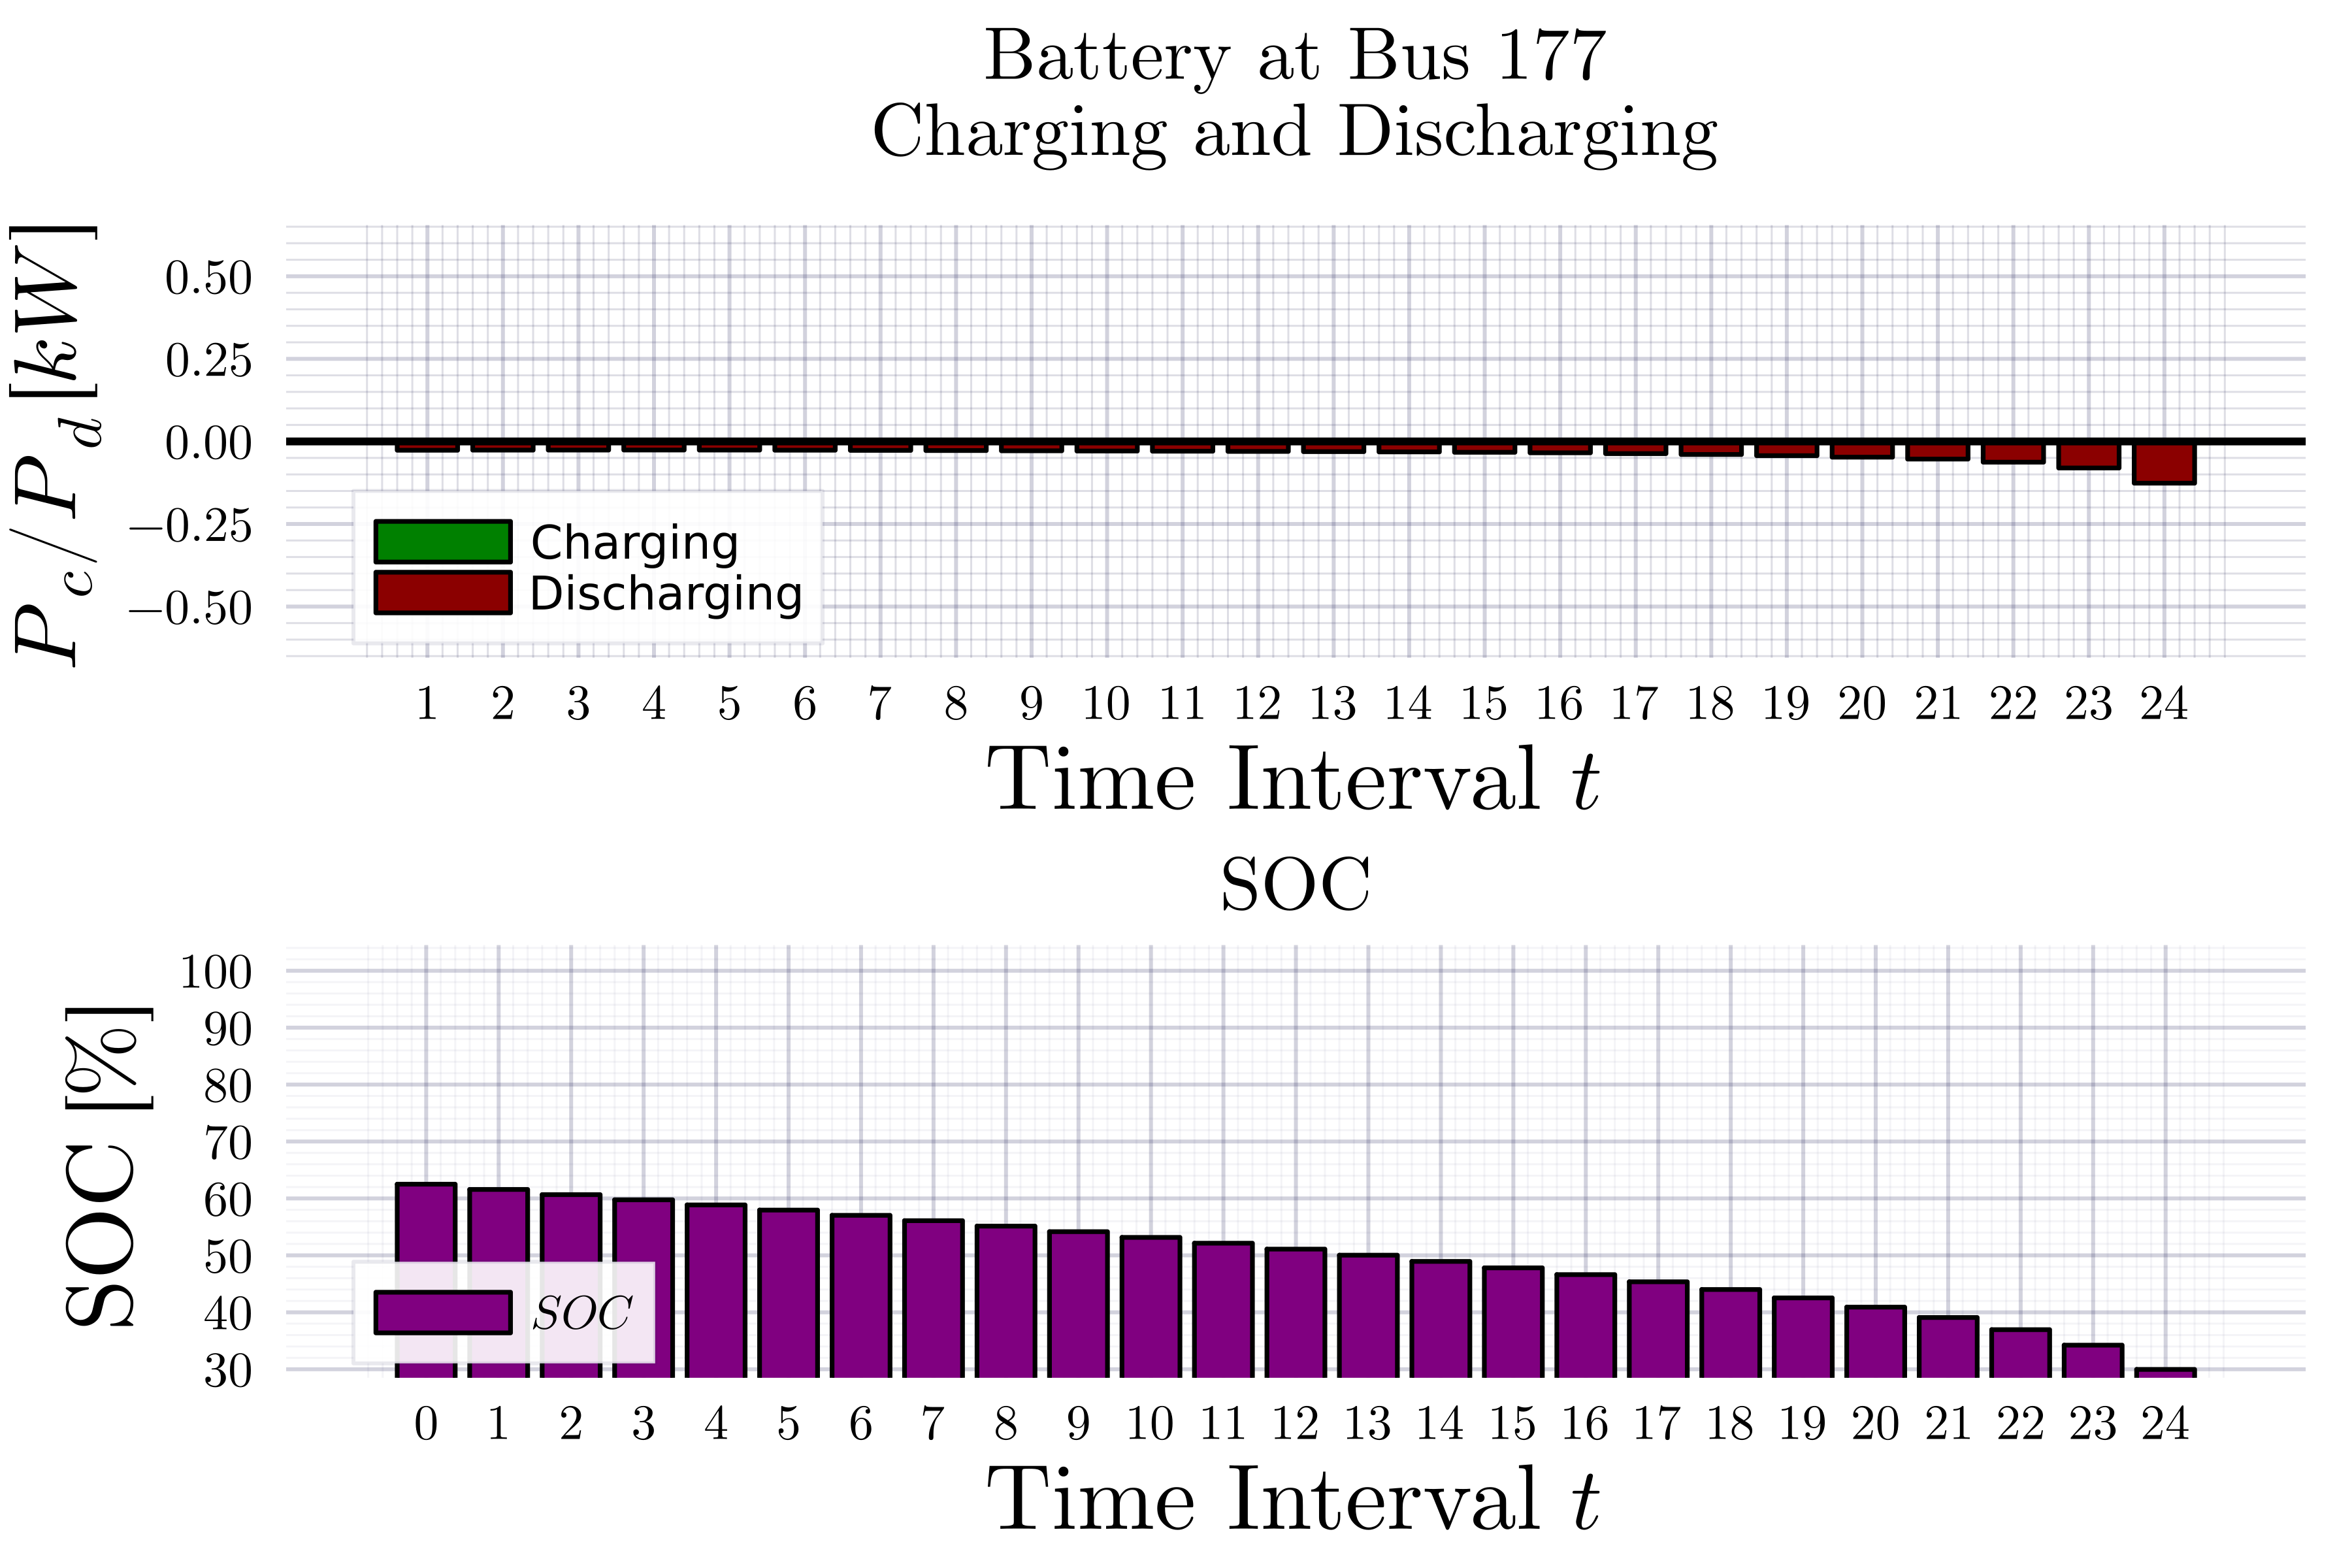 Battery at Bus 177
Charging and Discharging
P_c/P_d [kW]
0.50
0.25
0.00
−0.25
−0.50
Charging
Discharging
1 2 3 4 5 6 7 8 9 10 11 12 13 14 15 16 17 18 19 20 21 22 23 24
Time Interval t
SOC
SOC [%]
100
90
80
70
60
50
40
30
SOC
0 1 2 3 4 5 6 7 8 9 10 11 12 13 14 15 16 17 18 19 20 21 22 23 24
Time Interval t